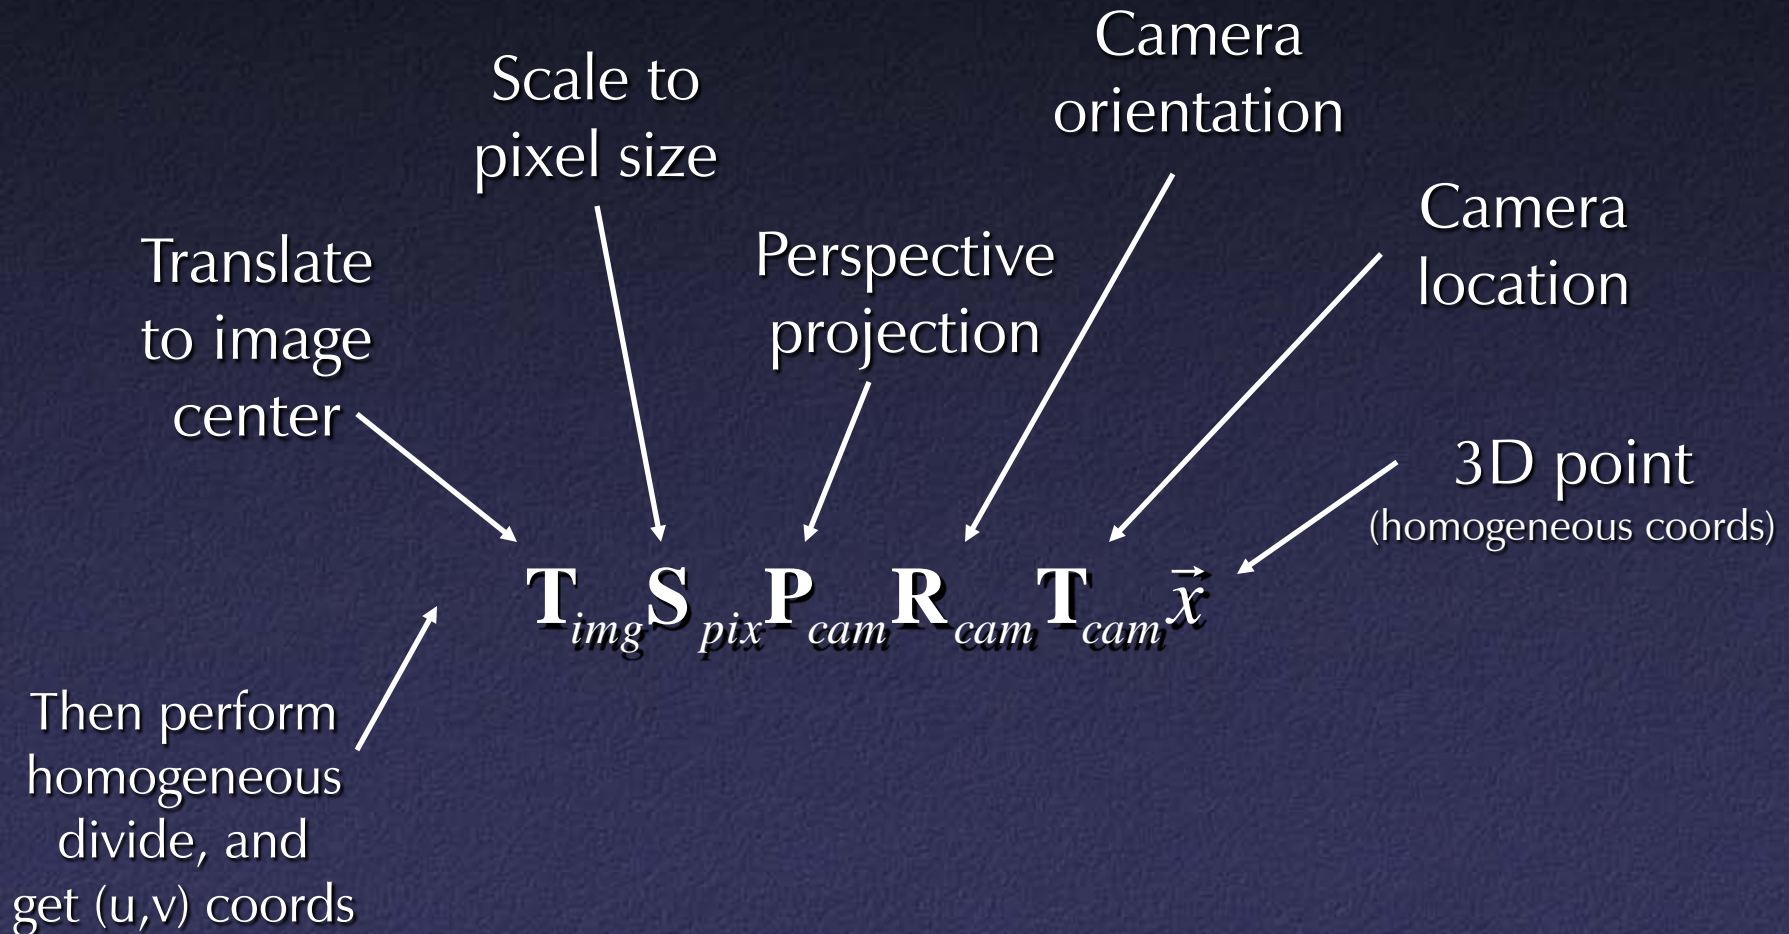 Camera
orientation
Scale to
pixel size
Camera
location
Perspective
projection
Translate
to image
center
3D point
(homogeneous coords)
T_img S_pix P_cam R_cam T_cam x⃗
Then perform
homogeneous
divide, and
get (u,v) coords